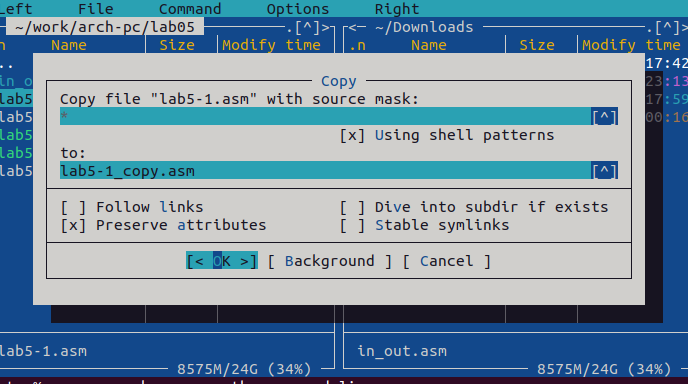 Left File Command Options Right
~/work/arch-pc/lab05 .[^]> <— ~/Downloads .[^]>
n Name Size Modify time .n Name Size Modify time
.. 17:42
in_o 23:13
lab5 17:59
lab5 00:16
lab5
lab5
Copy
Copy file "lab5-1.asm" with source mask:
* [^]
[x] Using shell patterns
to:
lab5-1_copy.asm [^]
[ ] Follow links [ ] Dive into subdir if exists
[x] Preserve attributes [ ] Stable symlinks
[< OK >] [ Background ] [ Cancel ]
lab5-1.asm in_out.asm
8575M/24G (34%) 8575M/24G (34%)